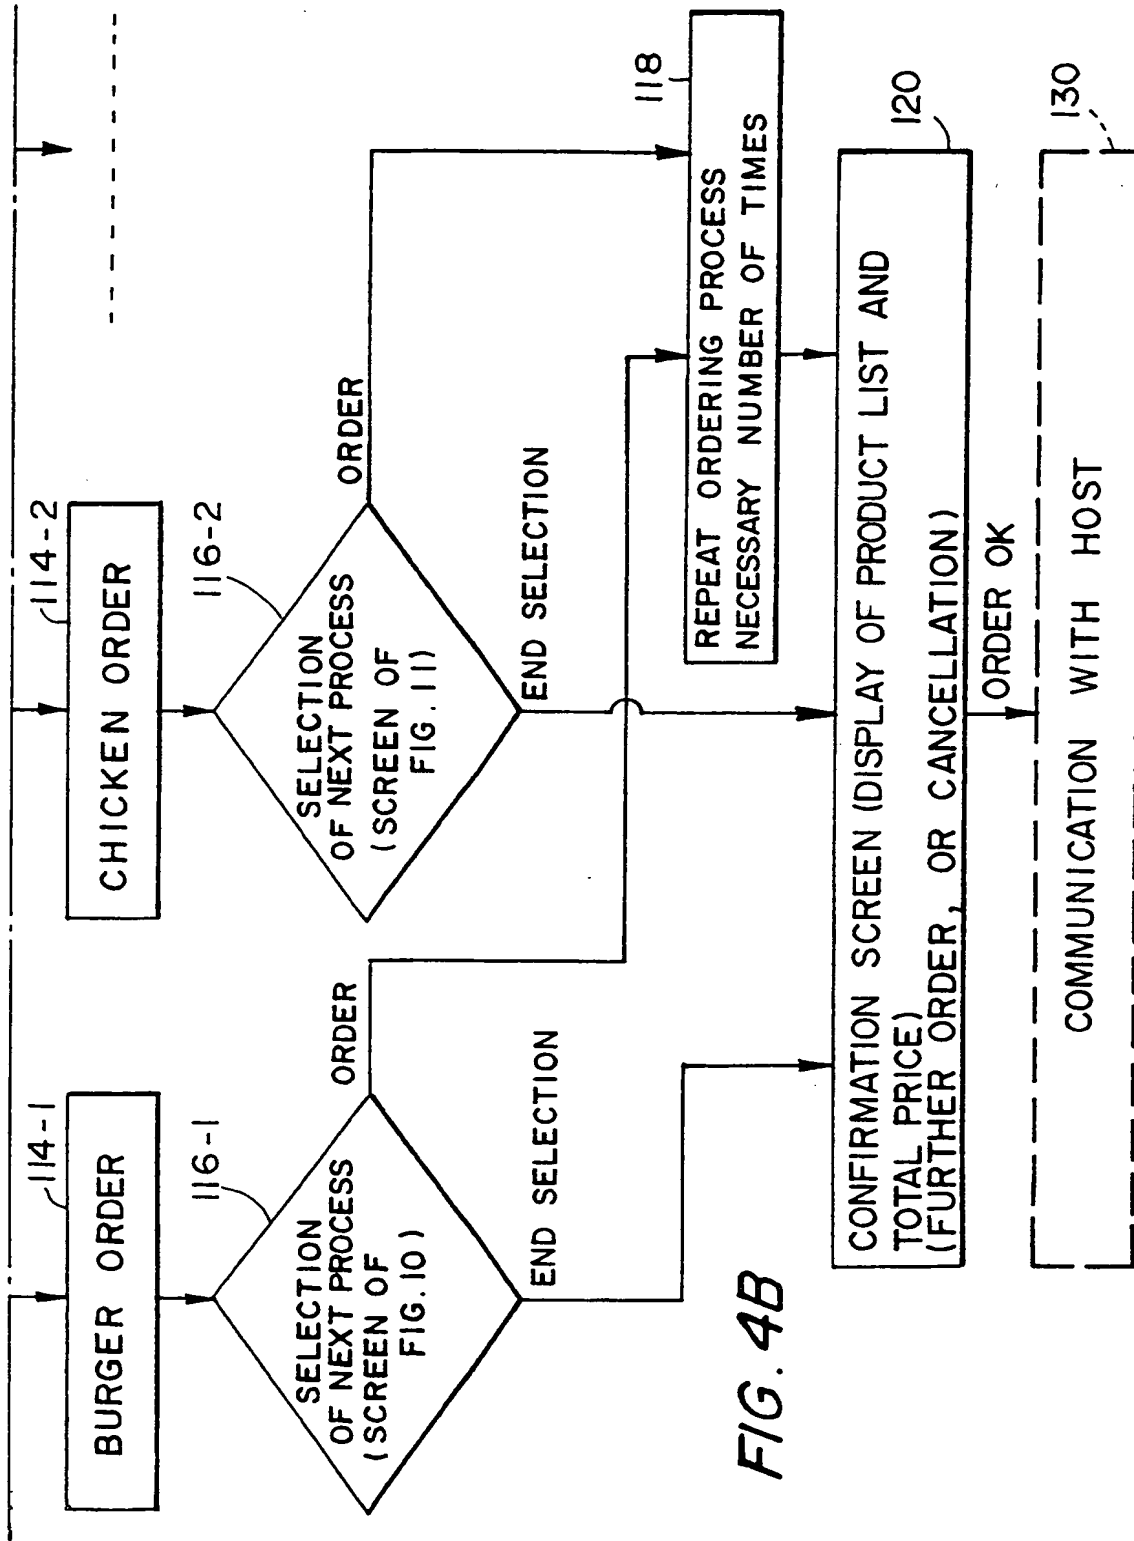 114-1
BURGER ORDER
114-2
CHICKEN ORDER
116-1
SELECTION
OF NEXT PROCESS
(SCREEN OF
FIG.10)
ORDER
END SELECTION
116-2
SELECTION
OF NEXT PROCESS
(SCREEN OF
FIG.11)
ORDER
END SELECTION
118
REPEAT ORDERING PROCESS
NECESSARY NUMBER OF TIMES
120
CONFIRMATION SCREEN (DISPLAY OF PRODUCT LIST AND
TOTAL PRICE)
(FURTHER ORDER, OR CANCELLATION)
ORDER OK
130
COMMUNICATION WITH HOST
FIG. 4B